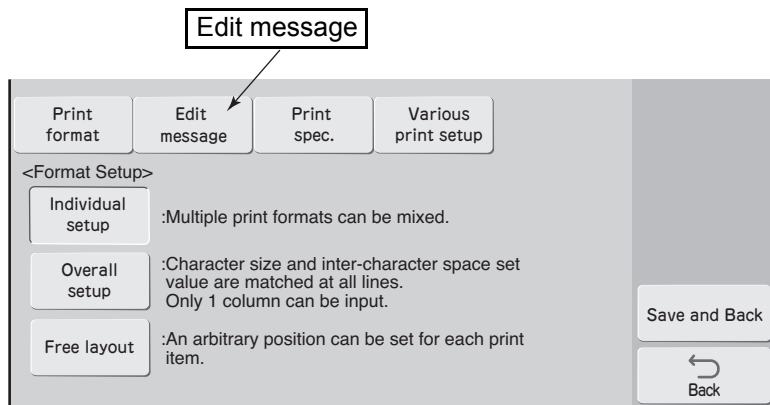 Edit message
Print
format
Edit
message
Print
spec.
Various
print setup
<Format Setup>
Individual
setup
:Multiple print formats can be mixed.
Overall
setup
:Character size and inter-character space set
value are matched at all lines.
Only 1 column can be input.
Free layout
:An arbitrary position can be set for each print
item.
Save and Back
Back